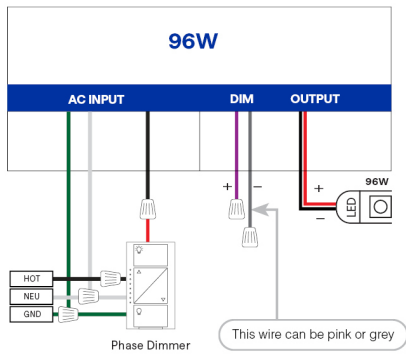 96W
AC INPUT
DIM
OUTPUT
+
−
+
−
96W
LED
HOT
NEU
GND
Phase Dimmer
This wire can be pink or grey